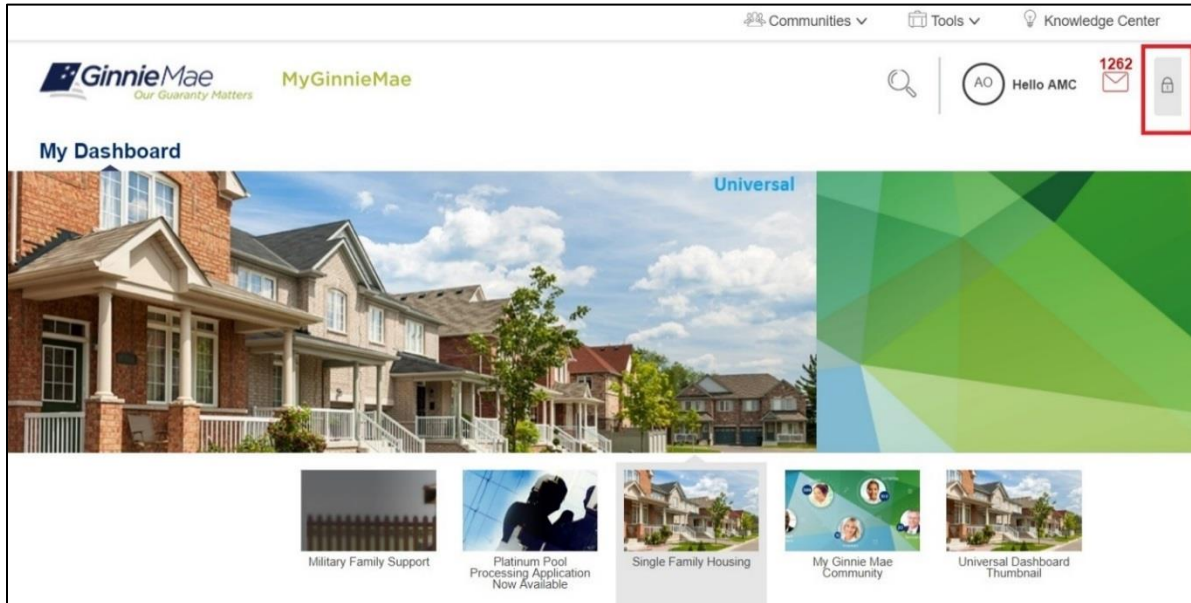 Communities
Tools
Knowledge Center
GinnieMae
Our Guaranty Matters
MyGinnieMae
AO
Hello AMC
1262
My Dashboard
Universal
Military Family Support
Platinum Pool
Processing Application
Now Available
Single Family Housing
My Ginnie Mae
Community
Universal Dashboard
Thumbnail